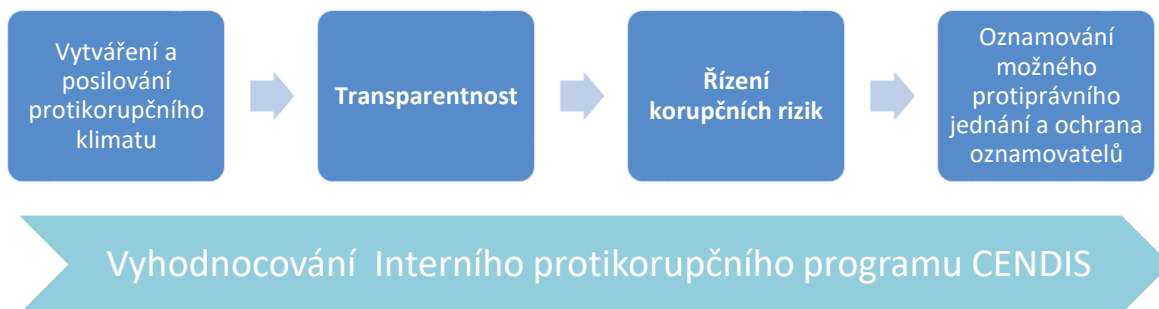 Vytváření a
posilování
protikorupčního
klimatu
Transparentnost
Řízení
korupčních rizik
Oznamování
možného
protiprávního
jednání a ochrana
oznamovatelů
Vyhodnocování  Interního protikorupčního programu CENDIS